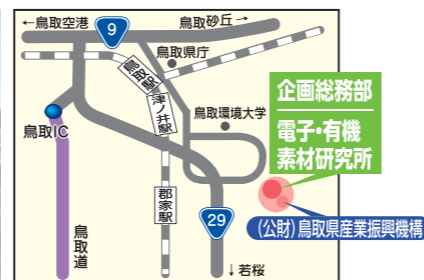 ←鳥取空港
9
鳥取砂丘→
鳥取県庁
鳥取駅
津ノ井駅
鳥取環境大学
企画総務部
電子・有機
素材研究所
鳥取IC
郡家駅
29
(公財)鳥取県産業振興機構
鳥取道
↓若桜